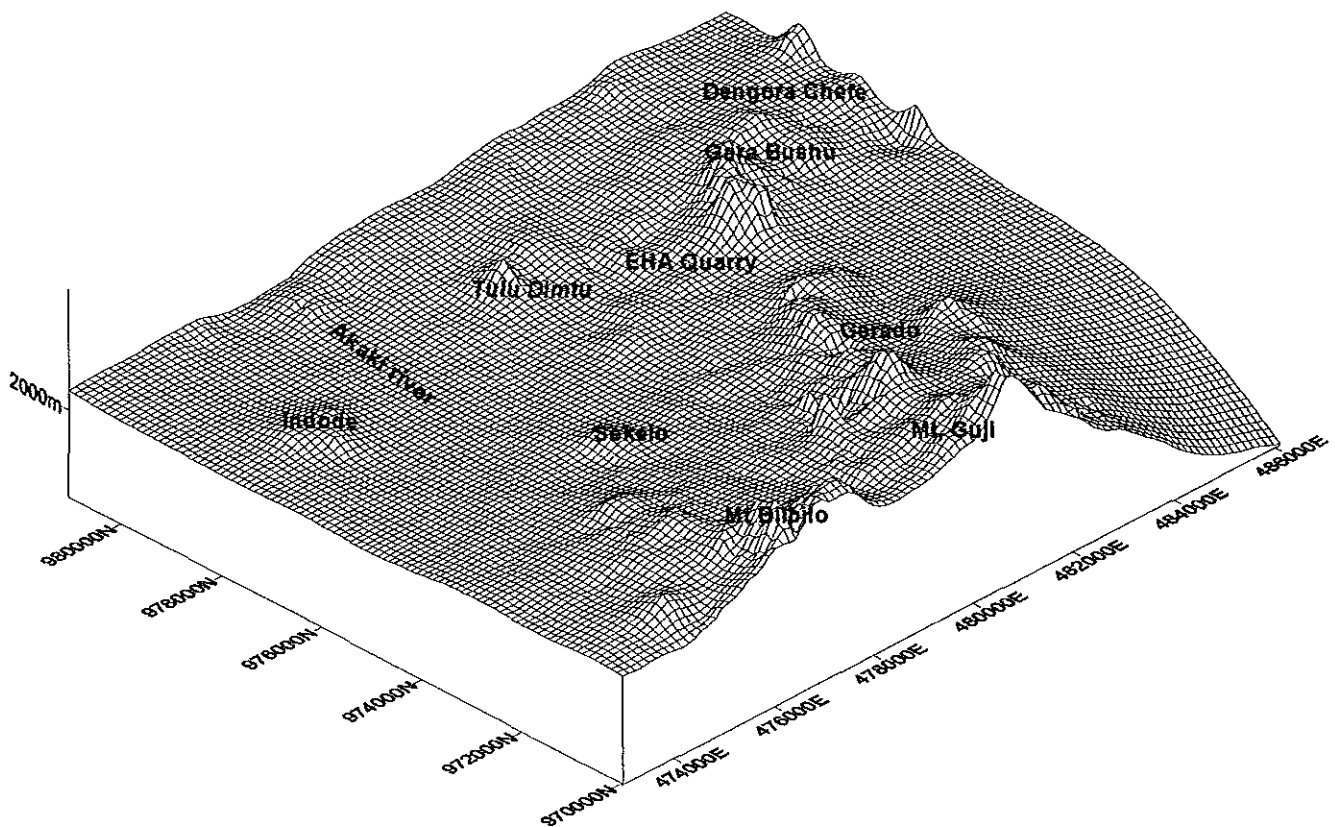 Dengora Chefe
Gara Bushu
EHA Quarry
Tulu Dimtu
Garado
Akaki river
2000m
Indode
Sekelo
Mt. Guji
Mt Bilbilo
980000N
978000N
976000N
974000N
972000N
970000N
474000E
476000E
478000E
480000E
482000E
484000E
486000E